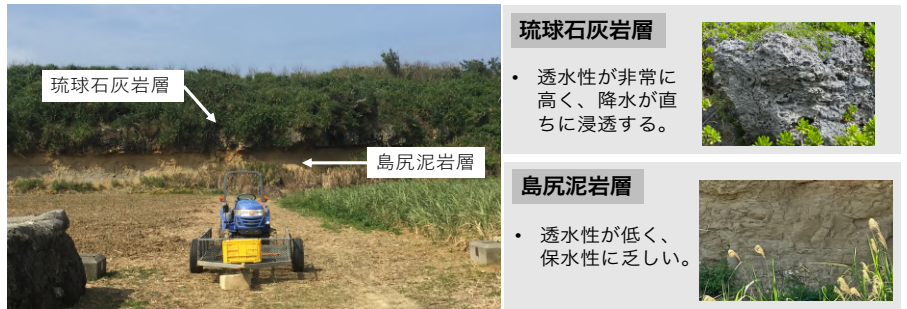 琉球石灰岩層
島尻泥岩層
琉球石灰岩層
• 透水性が非常に
高く、降水が直
ちに浸透する。
島尻泥岩層
• 透水性が低く、
保水性に乏しい。